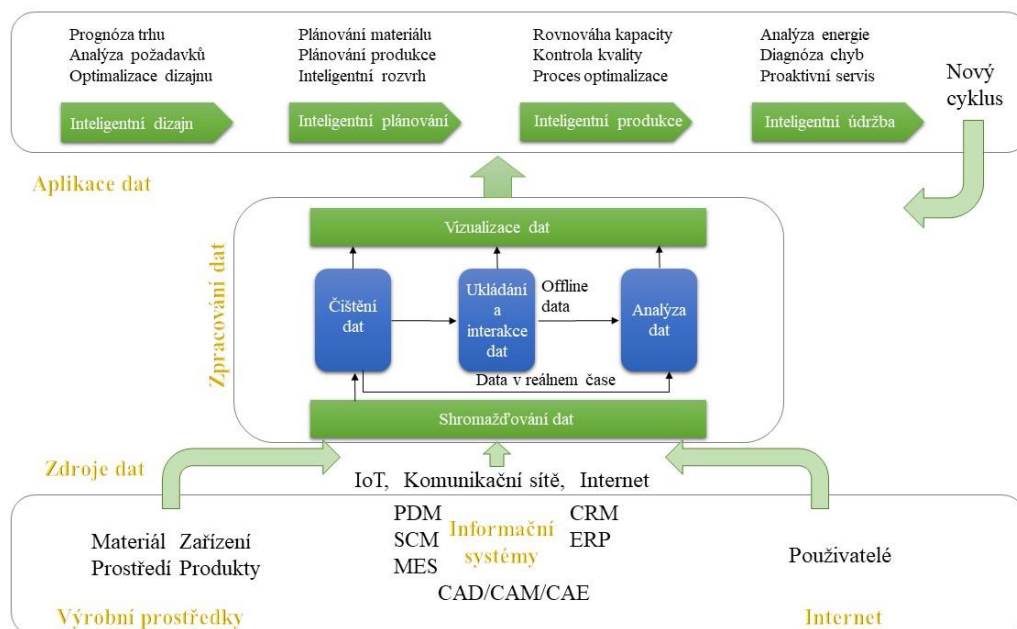 Prognóza trhu
Analýza požadavků
Optimalizace dizajnu
Inteligentní dizajn
Plánování materiálu
Plánování produkce
Inteligentní rozvrh
Inteligentní plánování
Rovnováha kapacity
Kontrola kvality
Proces optimalizace
Inteligentní produkce
Analýza energie
Diagnóza chyb
Proaktivní servis
Inteligentní údržba
Nový
cyklus
Aplikace dat
Zpracování dat
Vizualizace dat
Čištění
dat
Ukládání
a
interakce
dat
Offline
data
Analýza
dat
Data v reálnem čase
Shromažďování dat
Zdroje dat
IoT, Komunikační sítě, Internet
Materiál Zařízení
Prostředí Produkty
Výrobní prostředky
PDM
SCM
MES
Informační
systémy
CRM
ERP
CAD/CAM/CAE
Použivatelé
Internet